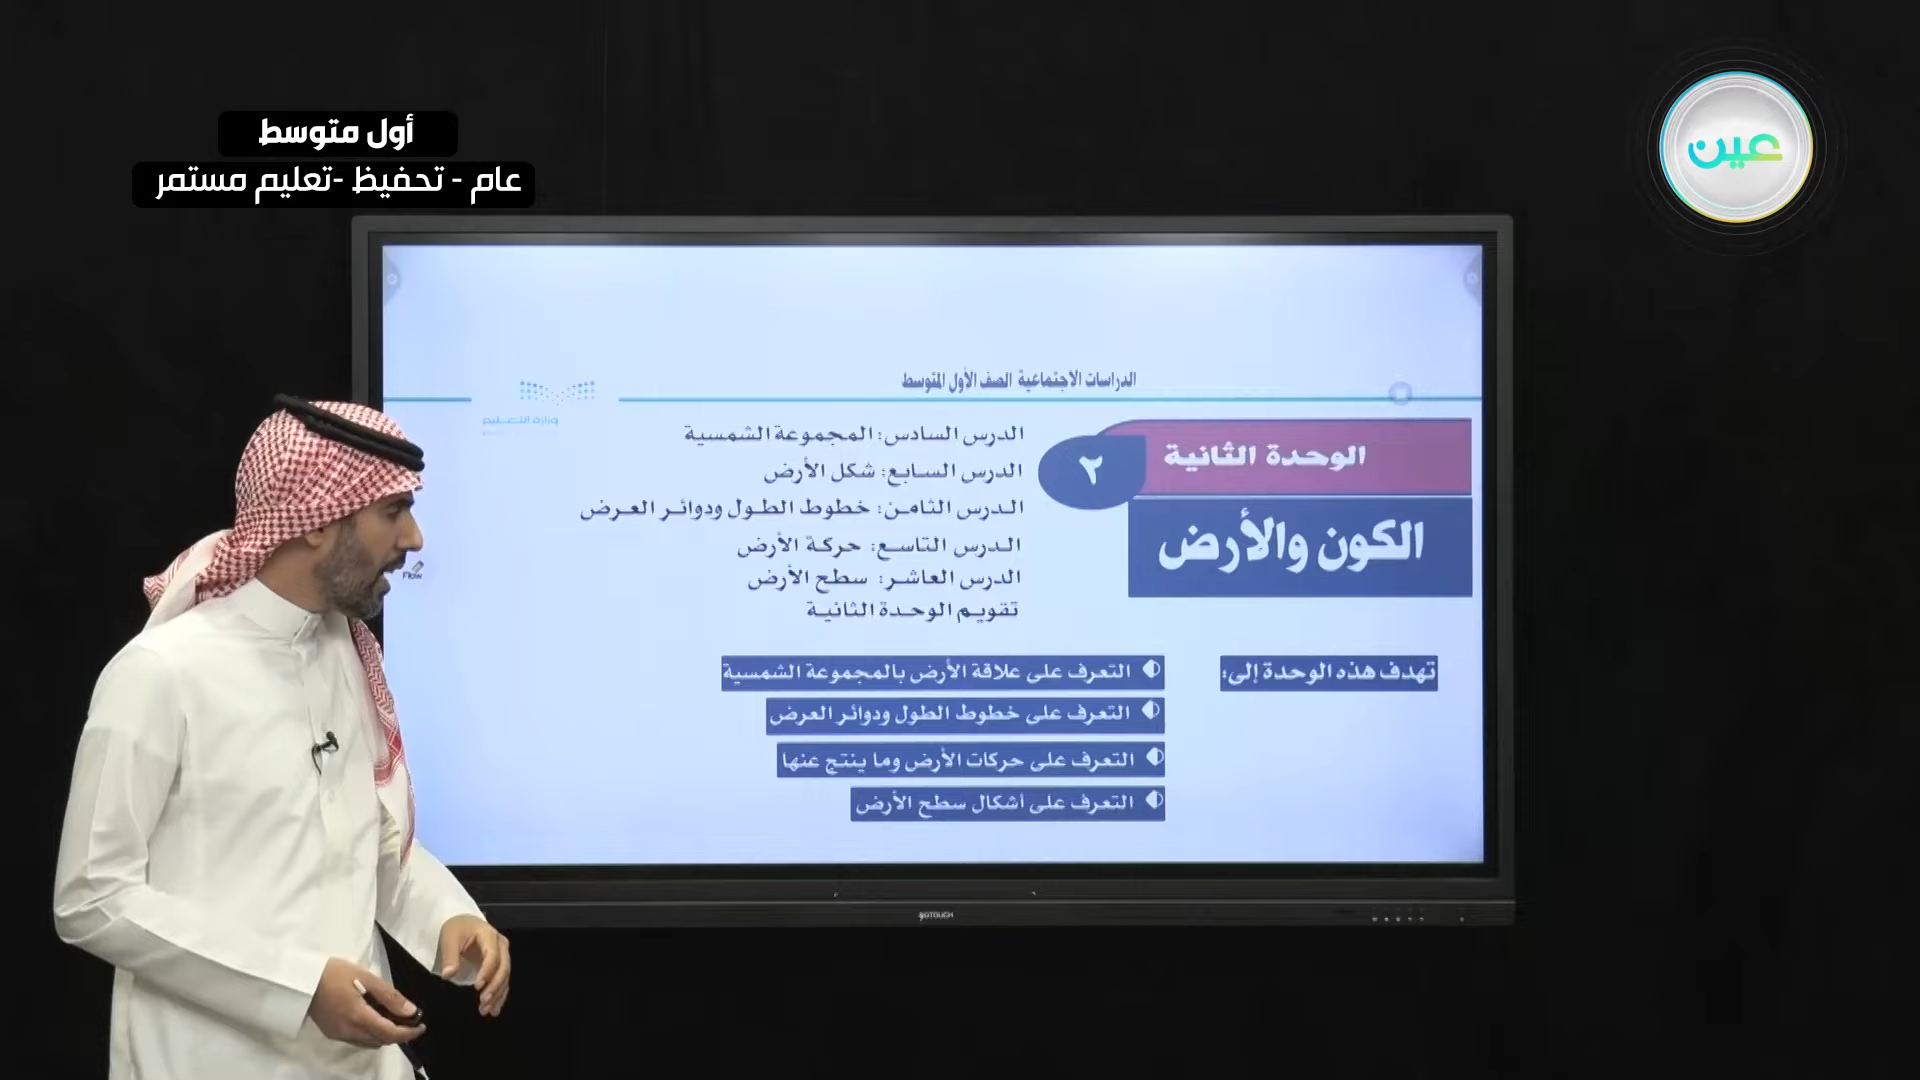 أول متوسط
عام - تحفيظ -تعليم مستمر
عين
الدراسات الاجتماعية الصف الأول المتوسط
وزارة التعليم
الوحدة الثانية
٢
الكون والأرض
الدرس السادس: المجموعة الشمسية
الدرس السابع: شكل الأرض
الدرس الثامن: خطوط الطول ودوائر العرض
الدرس التاسع: حركة الأرض
الدرس العاشر: سطح الأرض
تقويم الوحدة الثانية
تهدف هذه الوحدة إلى:
التعرف على علاقة الأرض بالمجموعة الشمسية
التعرف على خطوط الطول ودوائر العرض
التعرف على حركات الأرض وما ينتج عنها
التعرف على أشكال سطح الأرض
Flow